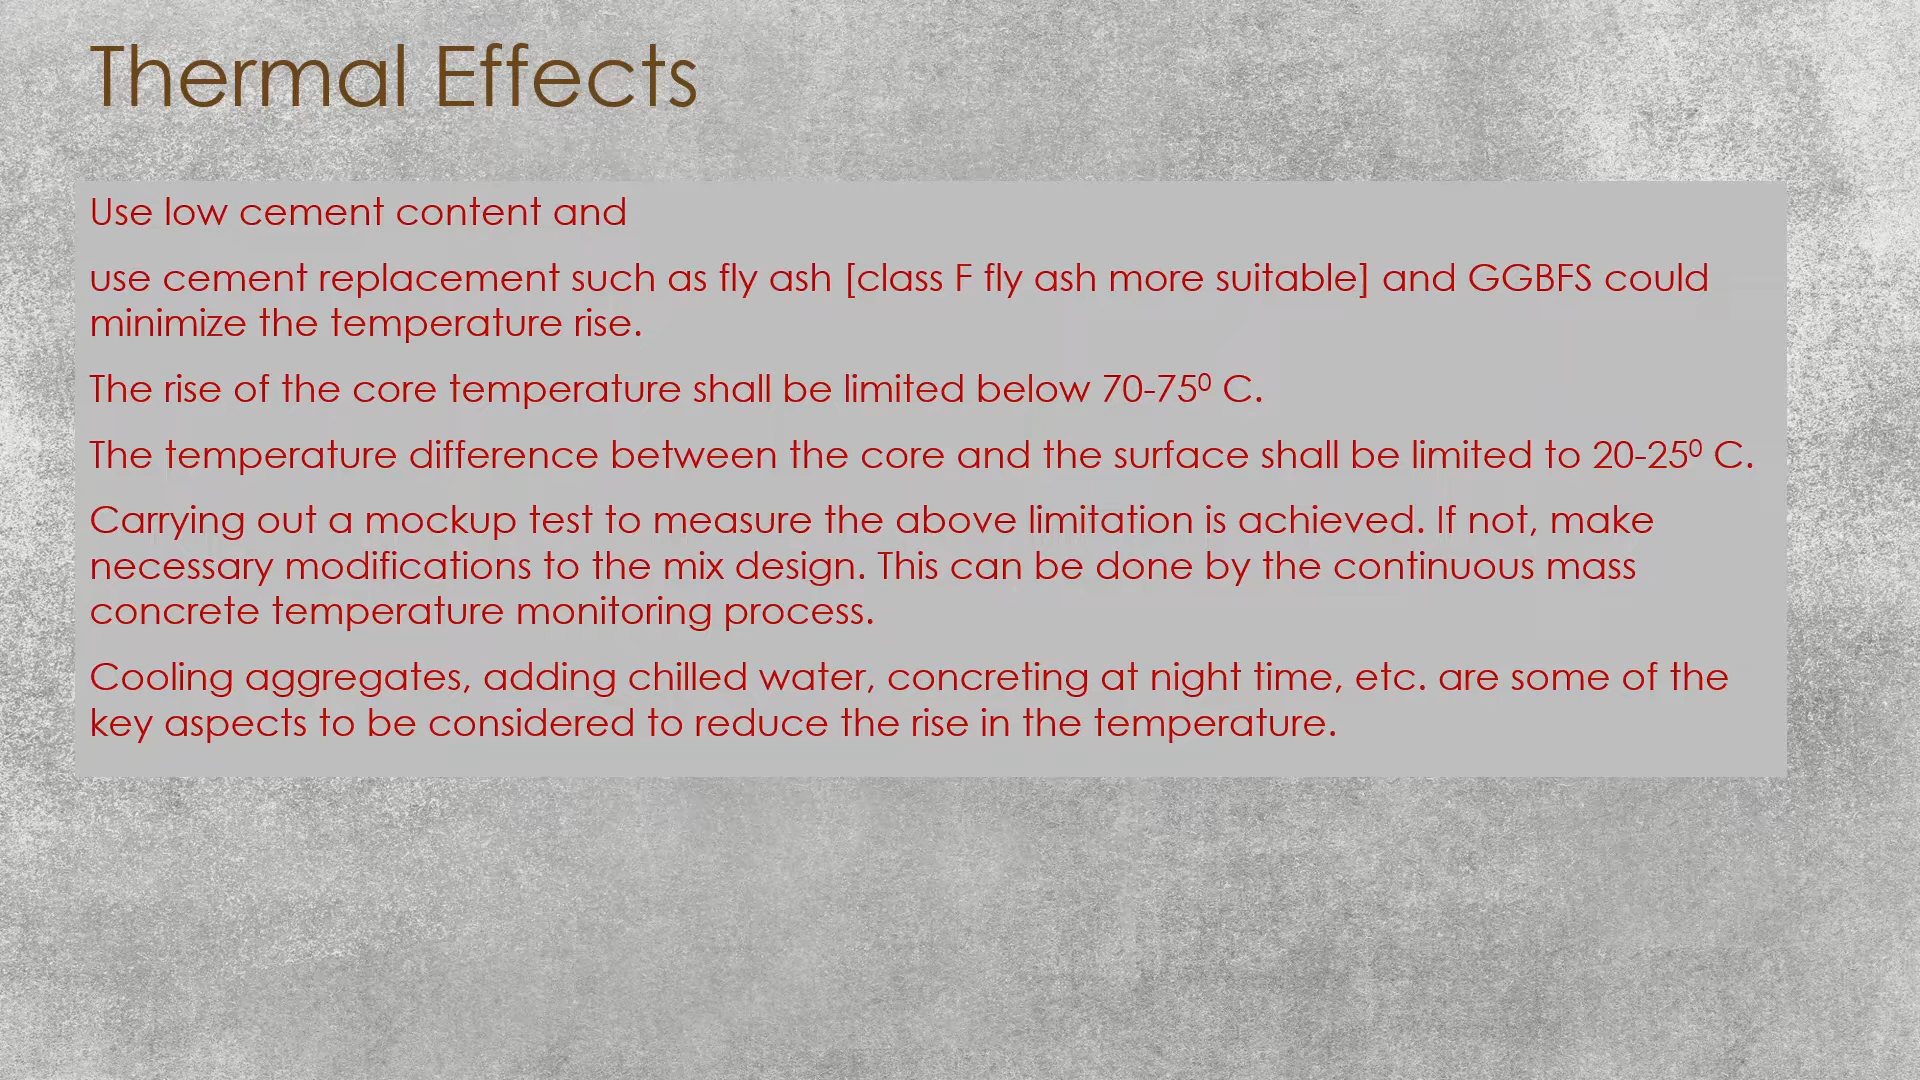 Thermal Effects
Use low cement content and
use cement replacement such as fly ash [class F fly ash more suitable] and GGBFS could
minimize the temperature rise.
The rise of the core temperature shall be limited below 70-75⁰ C.
The temperature difference between the core and the surface shall be limited to 20-25⁰ C.
Carrying out a mockup test to measure the above limitation is achieved. If not, make
necessary modifications to the mix design. This can be done by the continuous mass
concrete temperature monitoring process.
Cooling aggregates, adding chilled water, concreting at night time, etc. are some of the
key aspects to be considered to reduce the rise in the temperature.